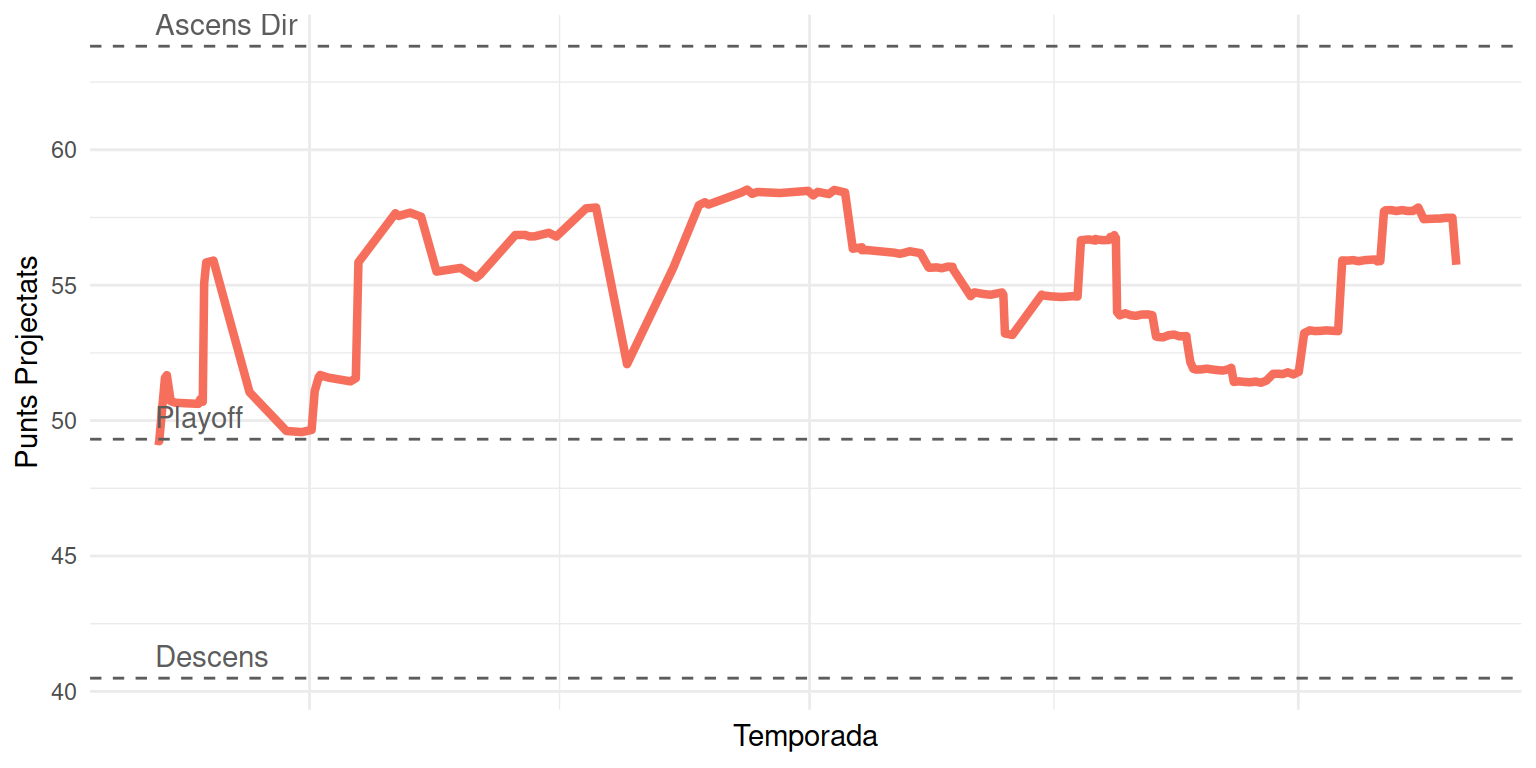 Ascens Dir
60
55
Punts Projectats
50
Playoff
45
Descens
40
Temporada